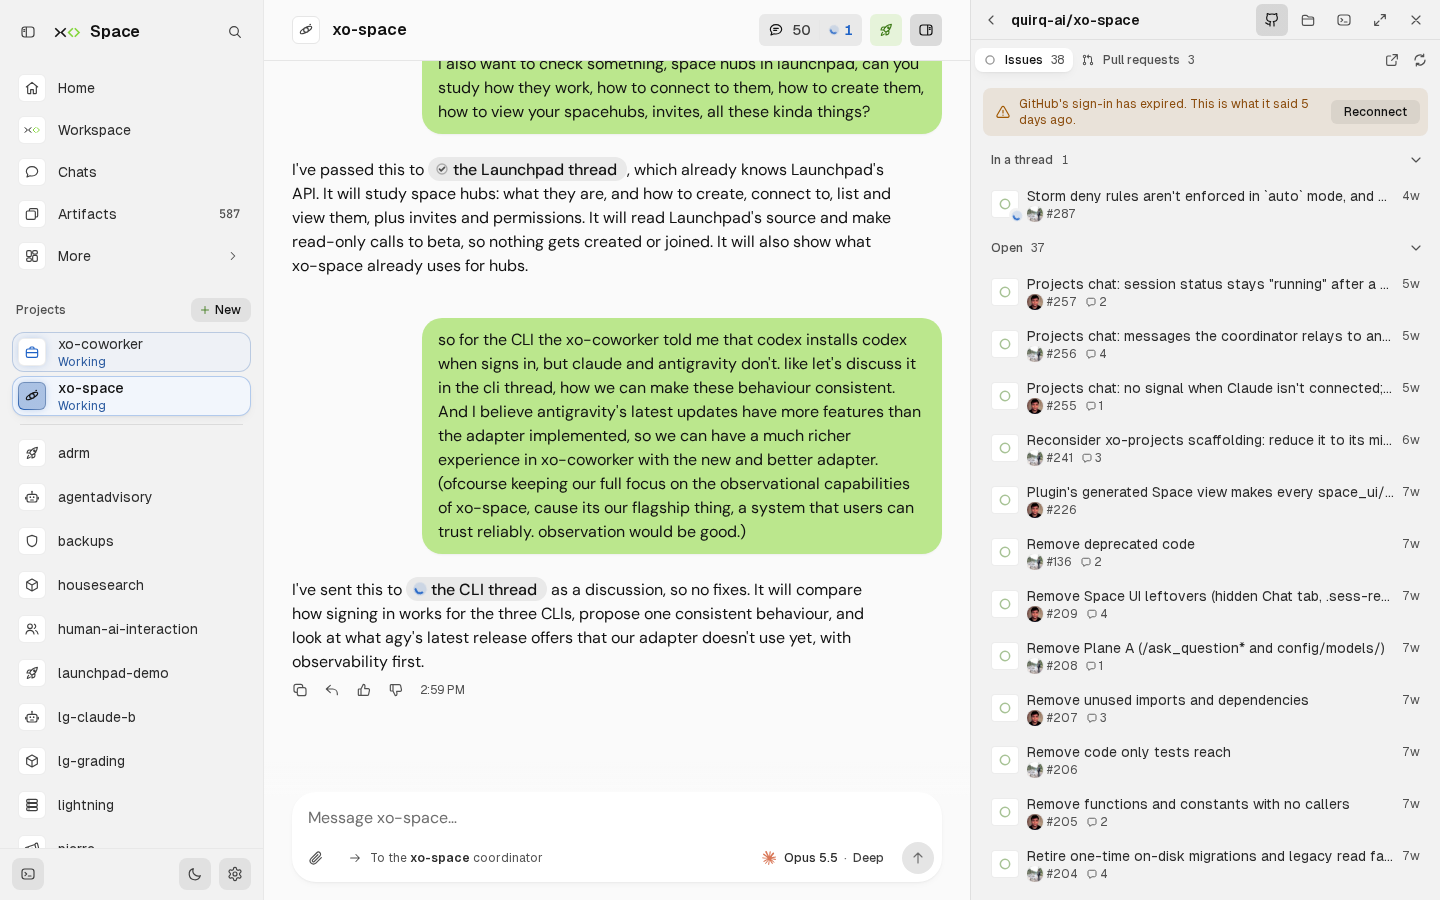 Space
Home
Workspace
Chats
Artifacts 587
More
Projects
New
xo-coworker
Working
xo-space
Working
adrm
agentadvisory
backups
housesearch
human-ai-interaction
launchpad-demo
lg-claude-b
lg-grading
lightning
xo-space
50 1
I also want to check something, space hubs in launchpad, can you
study how they work, how to connect to them, how to create them,
how to view your spacehubs, invites, all these kinda things?
I've passed this to the Launchpad thread , which already knows Launchpad's
API. It will study space hubs: what they are, and how to create, connect to, list and
view them, plus invites and permissions. It will read Launchpad's source and make
read-only calls to beta, so nothing gets created or joined. It will also show what
xo-space already uses for hubs.
so for the CLI the xo-coworker told me that codex installs codex
when signs in, but claude and antigravity don't. like let's discuss it
in the cli thread, how we can make these behaviour consistent.
And I believe antigravity's latest updates have more features than
the adapter implemented, so we can have a much richer
experience in xo-coworker with the new and better adapter.
(ofcourse keeping our full focus on the observational capabilities
of xo-space, cause its our flagship thing, a system that users can
trust reliably. observation would be good.)
I've sent this to the CLI thread as a discussion, so no fixes. It will compare
how signing in works for the three CLIs, propose one consistent behaviour, and
look at what agy's latest release offers that our adapter doesn't use yet, with
observability first.
2:59 PM
Message xo-space...
To the xo-space coordinator
Opus 5.5 · Deep
quirq-ai/xo-space
Issues 38
Pull requests 3
GitHub's sign-in has expired. This is what it said 5
days ago.
Reconnect
In a thread 1
Storm deny rules aren't enforced in `auto` mode, and ... 4w
#287
Open 37
Projects chat: session status stays "running" after a ... 5w
#257 2
Projects chat: messages the coordinator relays to an... 5w
#256 4
Projects chat: no signal when Claude isn't connected;... 5w
#255 1
Reconsider xo-projects scaffolding: reduce it to its mi... 6w
#241 3
Plugin's generated Space view makes every space_ui/... 7w
#226
Remove deprecated code 7w
#136 2
Remove Space UI leftovers (hidden Chat tab, .sess-re... 7w
#209 4
Remove Plane A (/ask_question* and config/models/) 7w
#208 1
Remove unused imports and dependencies 7w
#207 3
Remove code only tests reach 7w
#206
Remove functions and constants with no callers 7w
#205 2
Retire one-time on-disk migrations and legacy read fa... 7w
#204 4